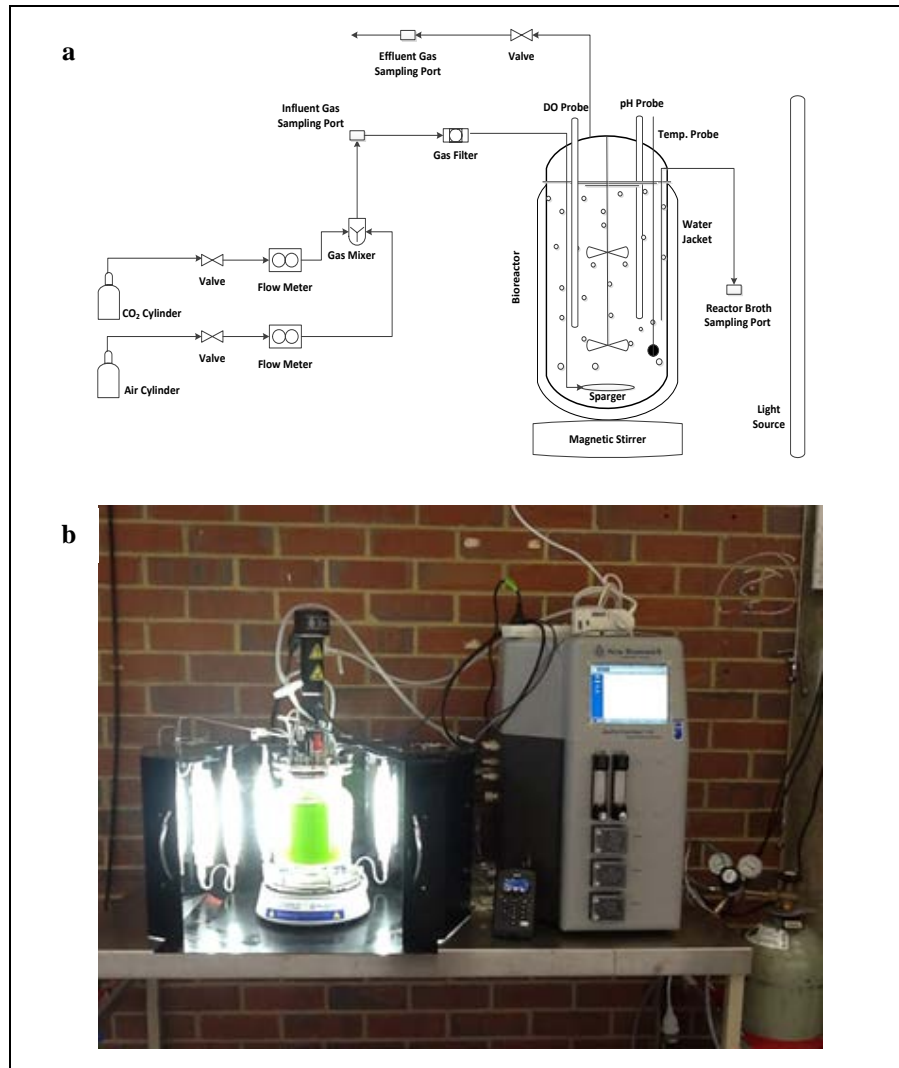 a
Effluent Gas
Sampling Port
Valve
Influent Gas
Sampling Port
DO Probe
pH Probe
Temp. Probe
Gas Filter
Gas Mixer
Water
Jacket
Bioreactor
Valve
Flow Meter
CO₂ Cylinder
Reactor Broth
Sampling Port
Valve
Flow Meter
Air Cylinder
Sparger
Light
Source
Magnetic Stirrer
b
New Brunswick